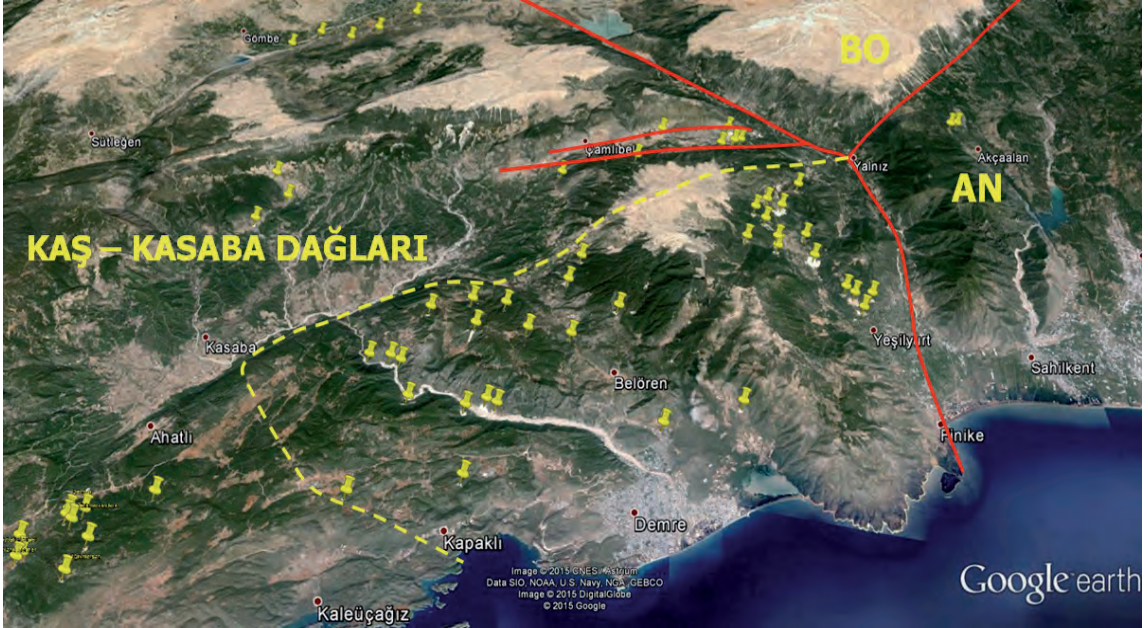 BO
Gömbe
Sütleğen
Çamlıbel
Yalnız
Akçaalan
AN
KAŞ – KASABA DAĞLARI
Kasaba
Yeşilyurt
Sahilkent
Belören
Ahatlı
Finike
Demre
Kapaklı
Kaleüçağız
Image © 2015 CNES / Astrium
Data SIO, NOAA, U.S. Navy, NGA, GEBCO
Image © 2015 DigitalGlobe
© 2015 Google
Google earth